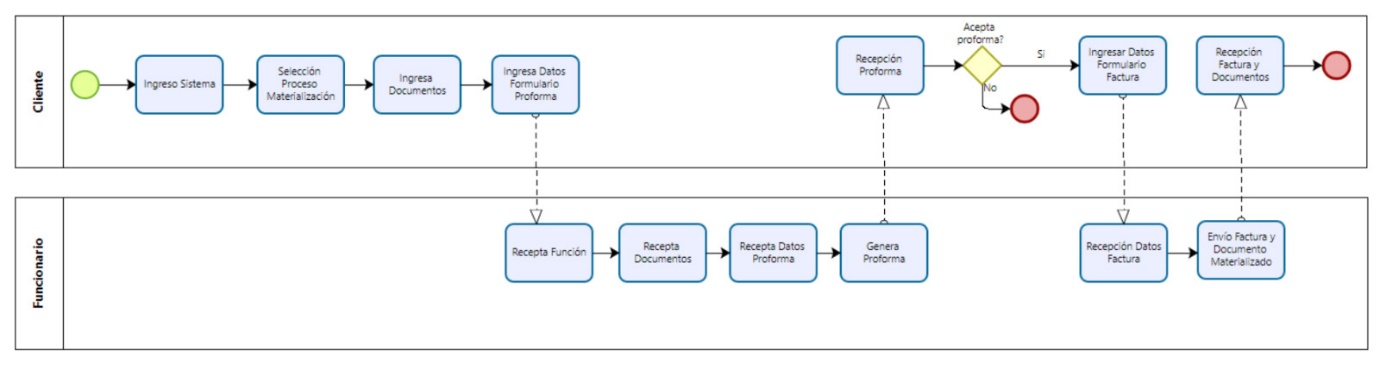 Cliente
Ingreso Sistema
Selección
Proceso
Materialización
Ingresa
Documentos
Ingresa Datos
Formulario
Proforma
Recepción
Proforma
Acepta
proforma?
Si
No
Ingresar Datos
Formulario
Factura
Recepción
Factura y
Documentos
Funcionario
Recepta Función
Recepta
Documentos
Recepta Datos
Proforma
Genera
Proforma
Recepción Datos
Factura
Envío Factura y
Documento
Materializado